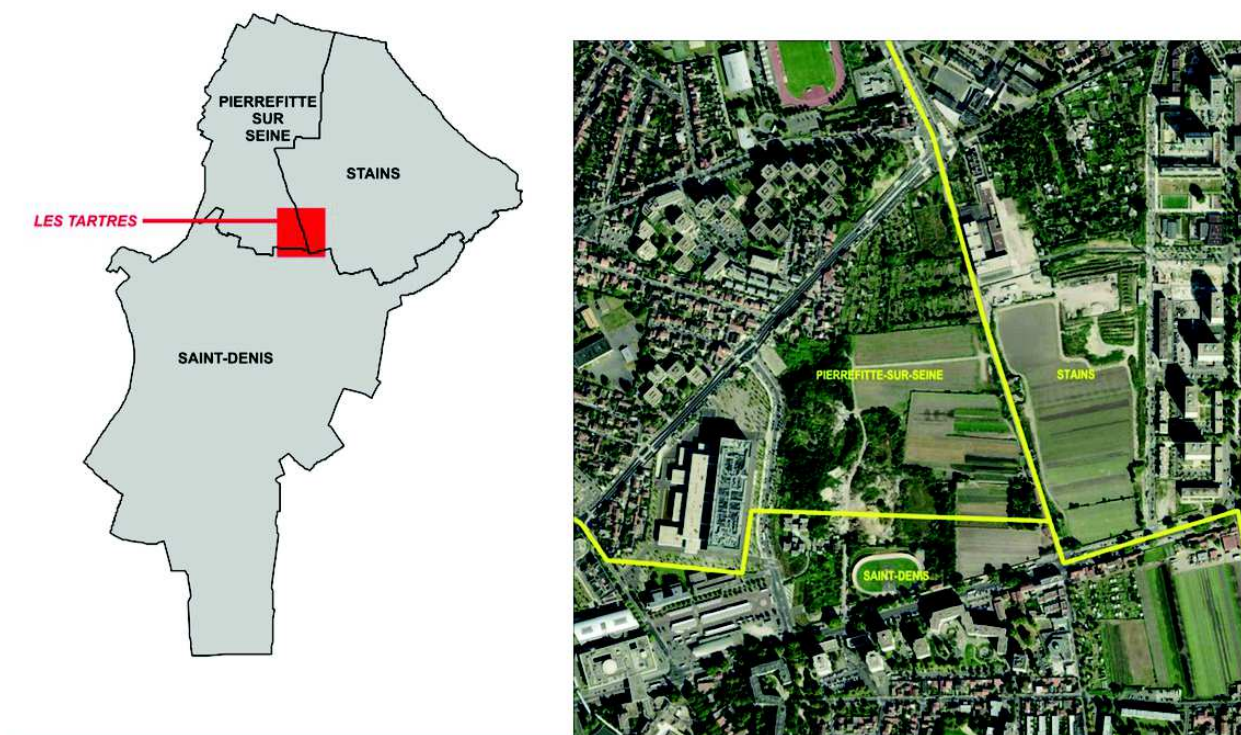 PIERREFITTE
SUR
SEINE
STAINS
LES TARTRES
SAINT-DENIS
PIERREFITTE-SUR-SEINE
STAINS
SAINT-DENIS